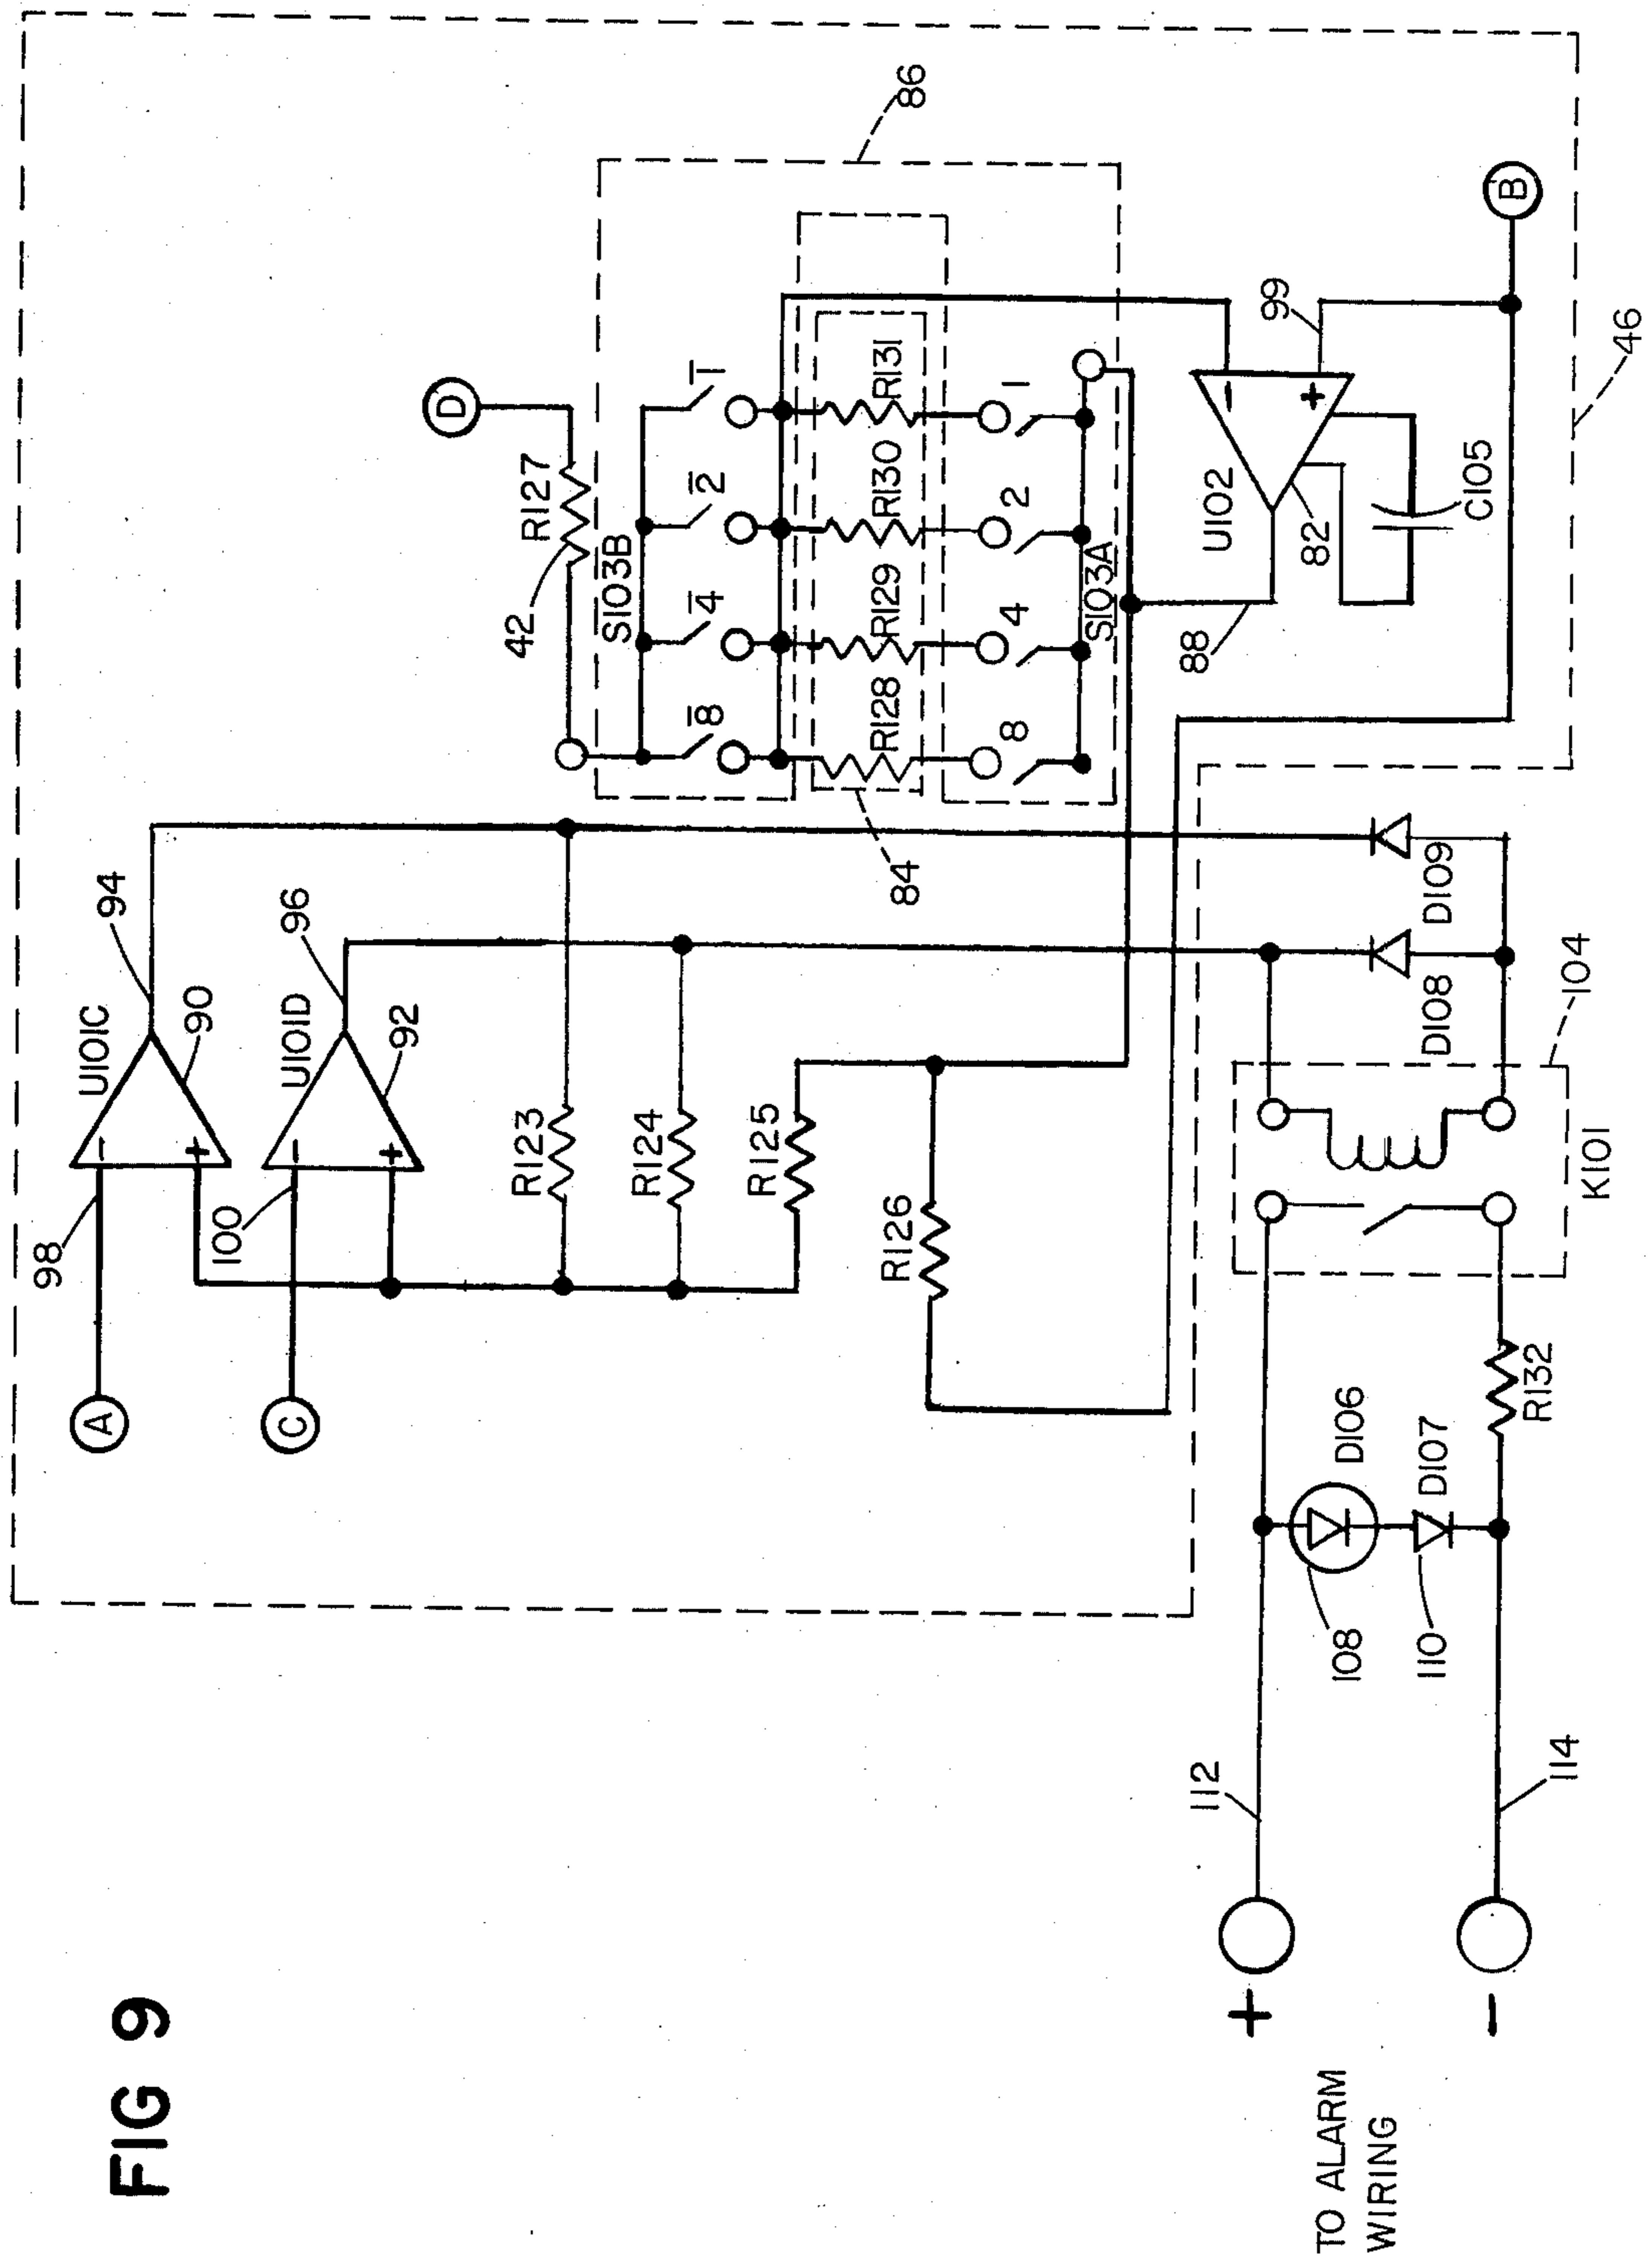 FIG 9
A
98
U101C
94
90
C
100
U101D
96
92
R123
R124
R125
R126
D
42
R127
S103B
8
4
2
1
86
R128
R129
R130
R131
84
8
4
2
1
S103A
88
U102
82
99
C105
B
46
112
+
114
−
TO ALARM
WIRING
108
D106
110
D107
R132
K101
104
D108
D109
−
+
−
+
−
+